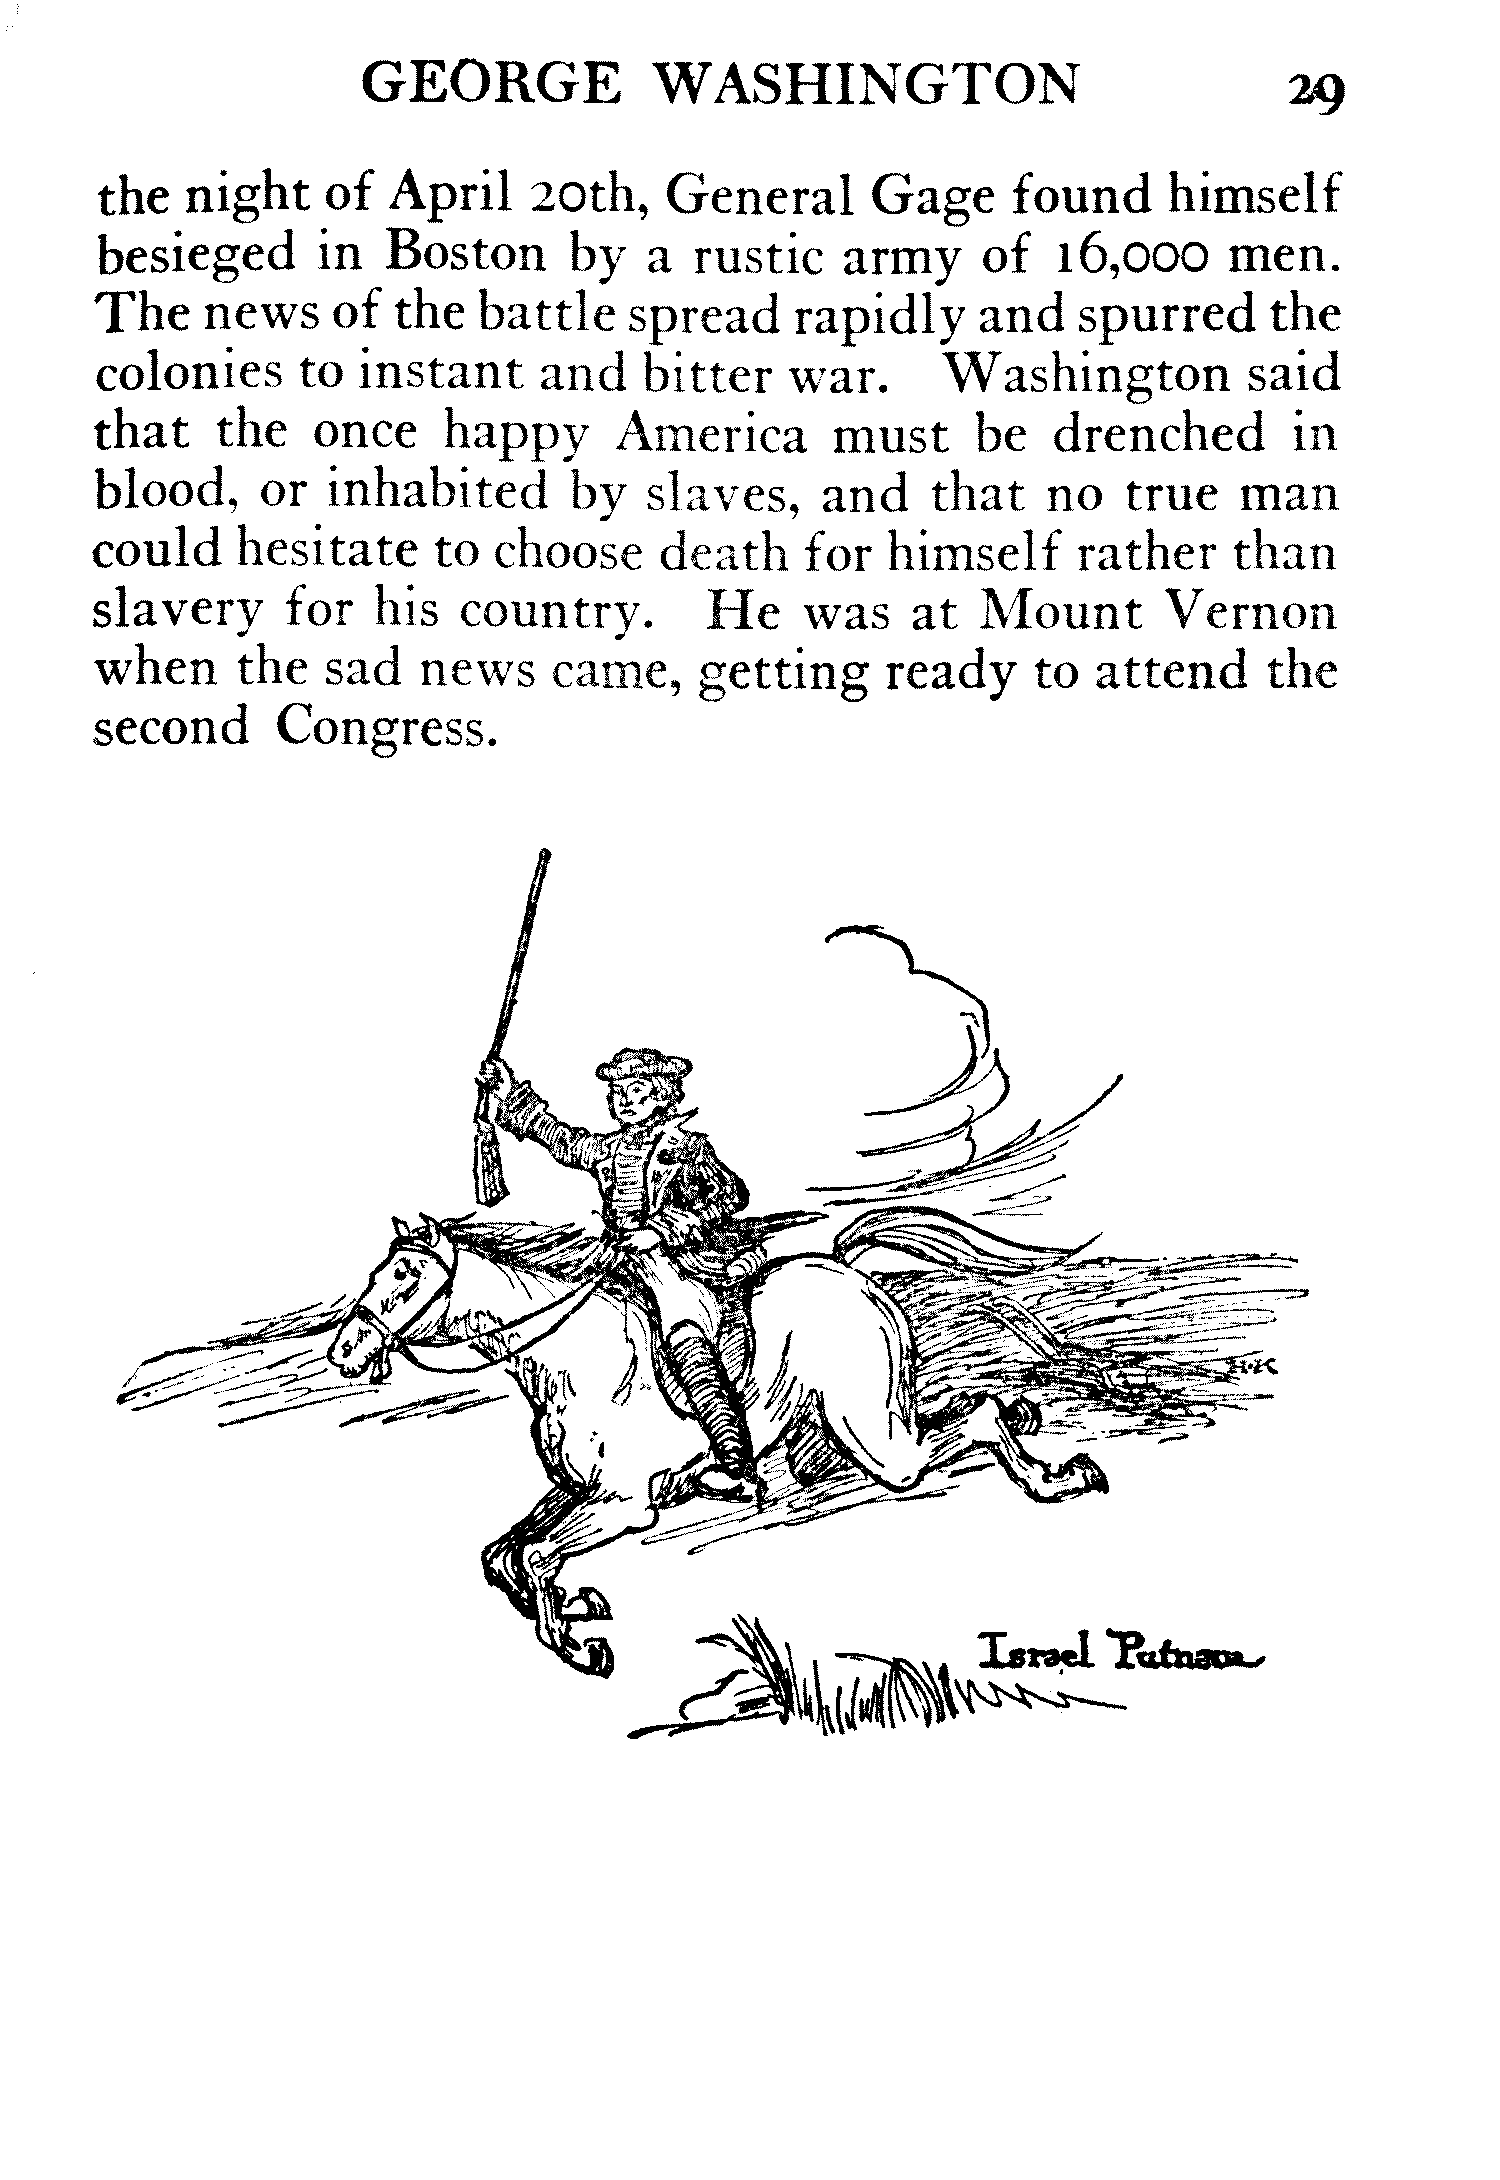 GEORGE WASHINGTON 29
the night of April 20th, General Gage found himself
besieged in Boston by a rustic army of 16,000 men.
The news of the battle spread rapidly and spurred the
colonies to instant and bitter war. Washington said
that the once happy America must be drenched in
blood, or inhabited by slaves, and that no true man
could hesitate to choose death for himself rather than
slavery for his country. He was at Mount Vernon
when the sad news came, getting ready to attend the
second Congress.
Israel Putnam